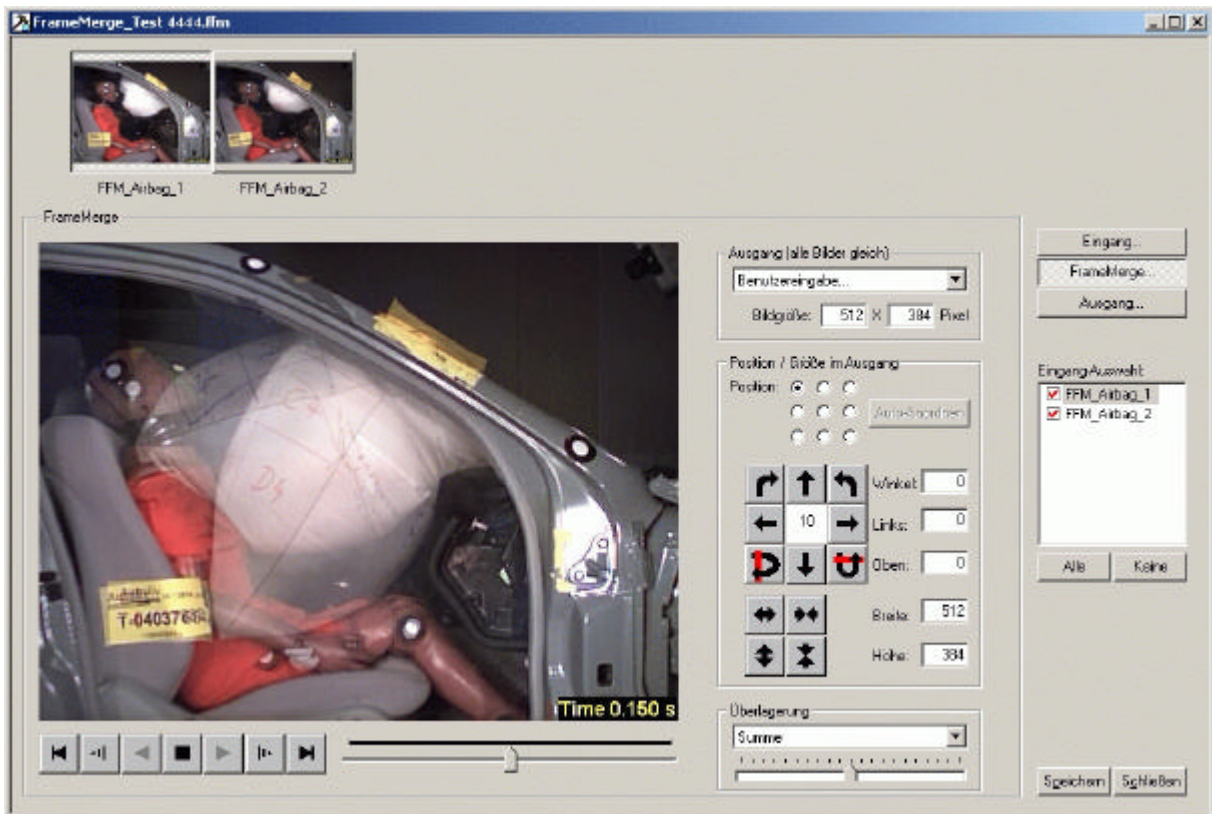 FrameMerge_Test 4444.ffm
FFM_Airbag_1
FFM_Airbag_2
FrameMerge
Time 0.150 s
Ausgang (alle Bilder gleich)
Benutzereingabe...
Bildgröße: 512 X 384 Pixel
Position / Größe im Ausgang
Position:
Auto-Anordnen
Winkel: 0
10
Links: 0
Oben: 0
Breite: 512
Höhe: 384
Überlagerung
Summe
Eingang...
FrameMerge...
Ausgang...
Eingang-Auswahl:
FFM_Airbag_1
FFM_Airbag_2
Alle
Keine
Speichern
Schließen